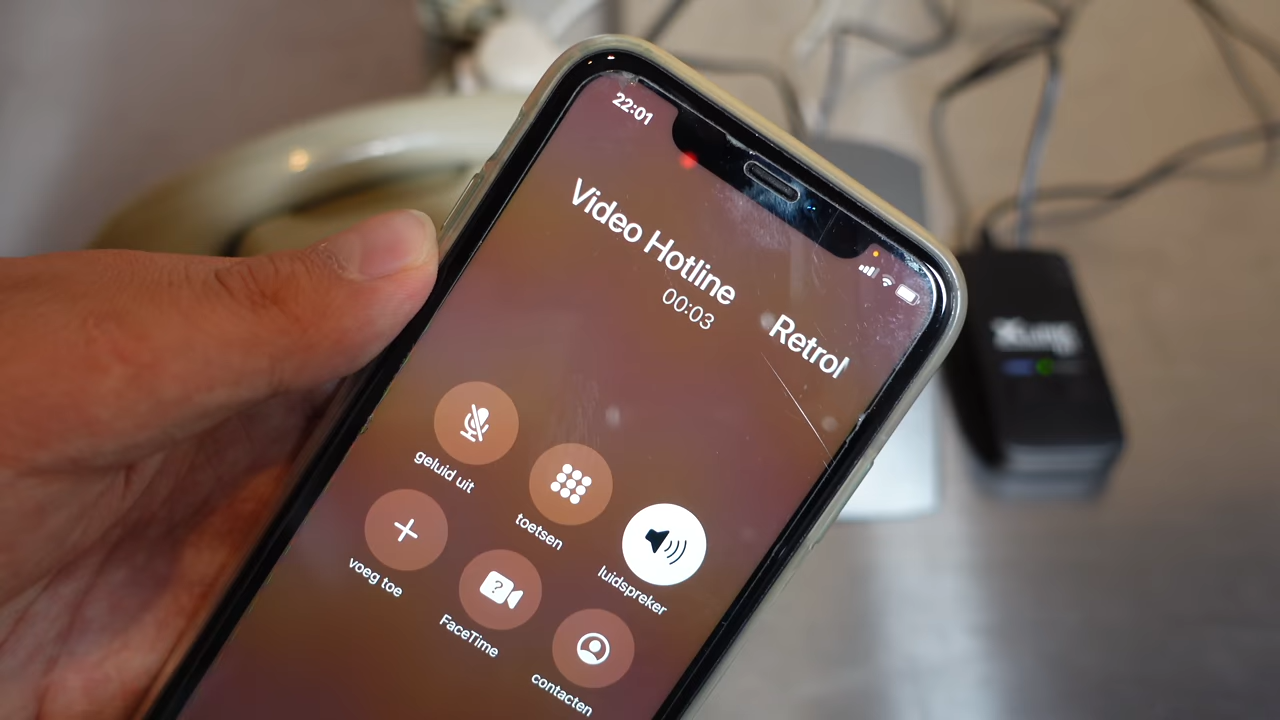 22:01
Video Hotline
Retrol
00:03
geluid uit
toetsen
luidspreker
voeg toe
FaceTime
contacten